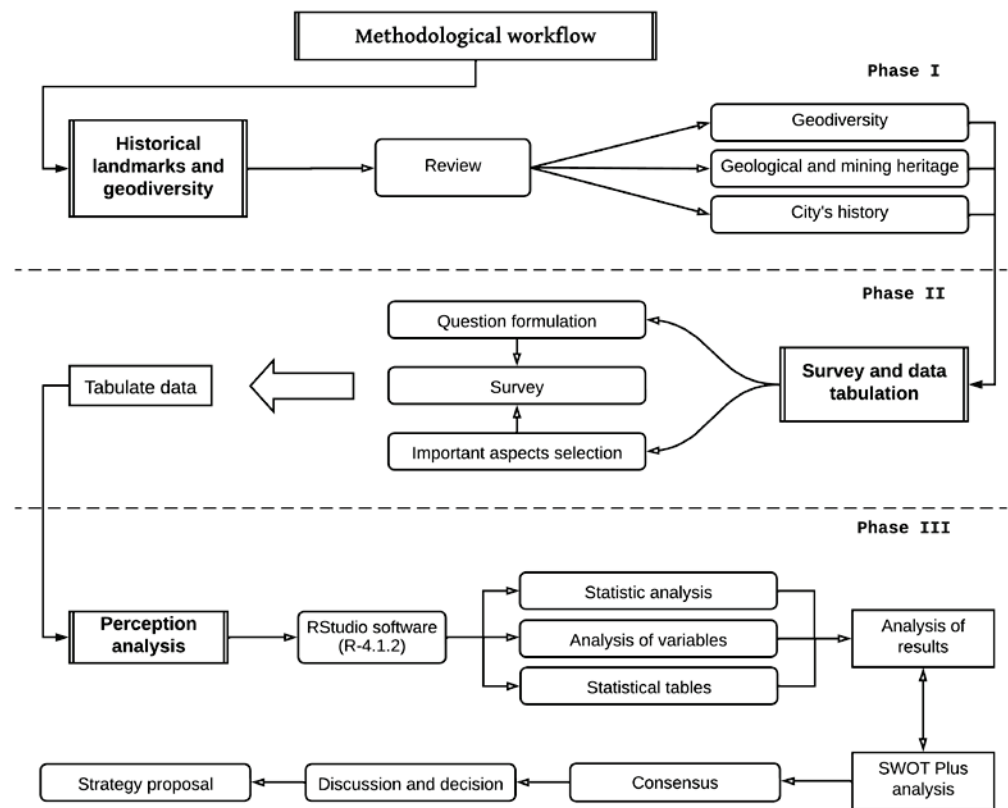 Methodological workflow
Phase I
Historical
landmarks and
geodiversity
Review
Geodiversity
Geological and mining heritage
City's history
Phase II
Question formulation
Survey
Important aspects selection
Survey and data
tabulation
Tabulate data
Phase III
Perception
analysis
RStudio software
(R-4.1.2)
Statistic analysis
Analysis of variables
Statistical tables
Analysis of
results
SWOT Plus
analysis
Consensus
Discussion and decision
Strategy proposal